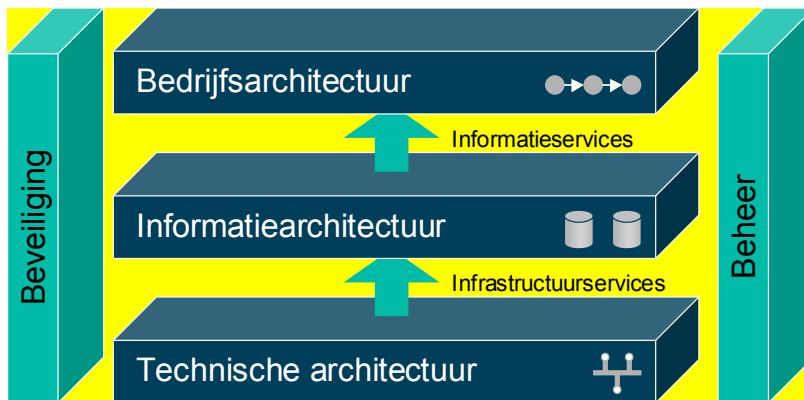 Beveiliging
Bedrijfsarchitectuur
Informatieservices
Informatiearchitectuur
Infrastructuurservices
Technische architectuur
Beheer